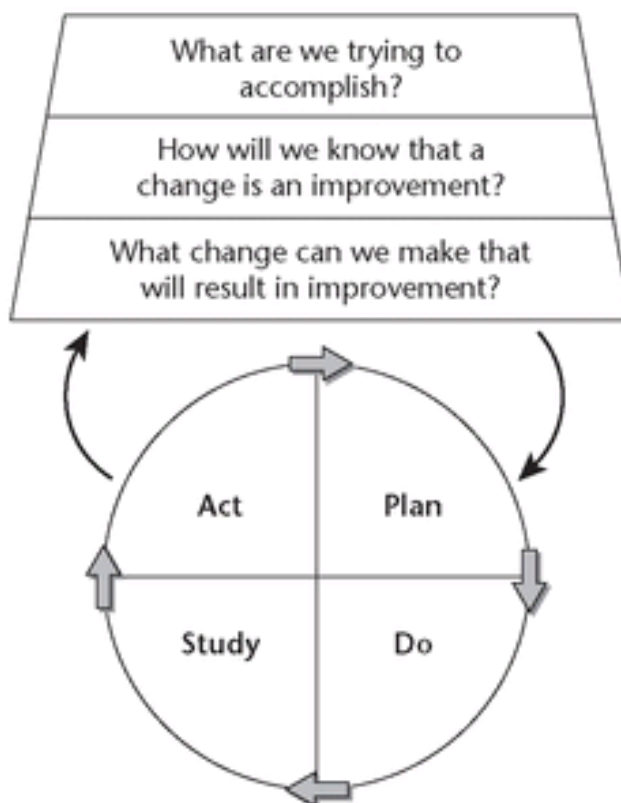 What are we trying to
accomplish?
How will we know that a
change is an improvement?
What change can we make that
will result in improvement?
Act
Plan
Study
Do